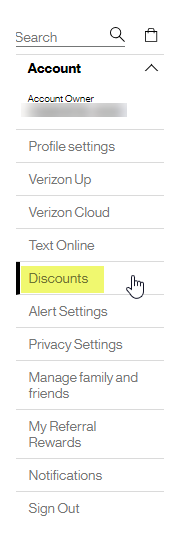 Search
Account
Account Owner
Profile settings
Verizon Up
Verizon Cloud
Text Online
Discounts
Alert Settings
Privacy Settings
Manage family and
friends
My Referral
Rewards
Notifications
Sign Out